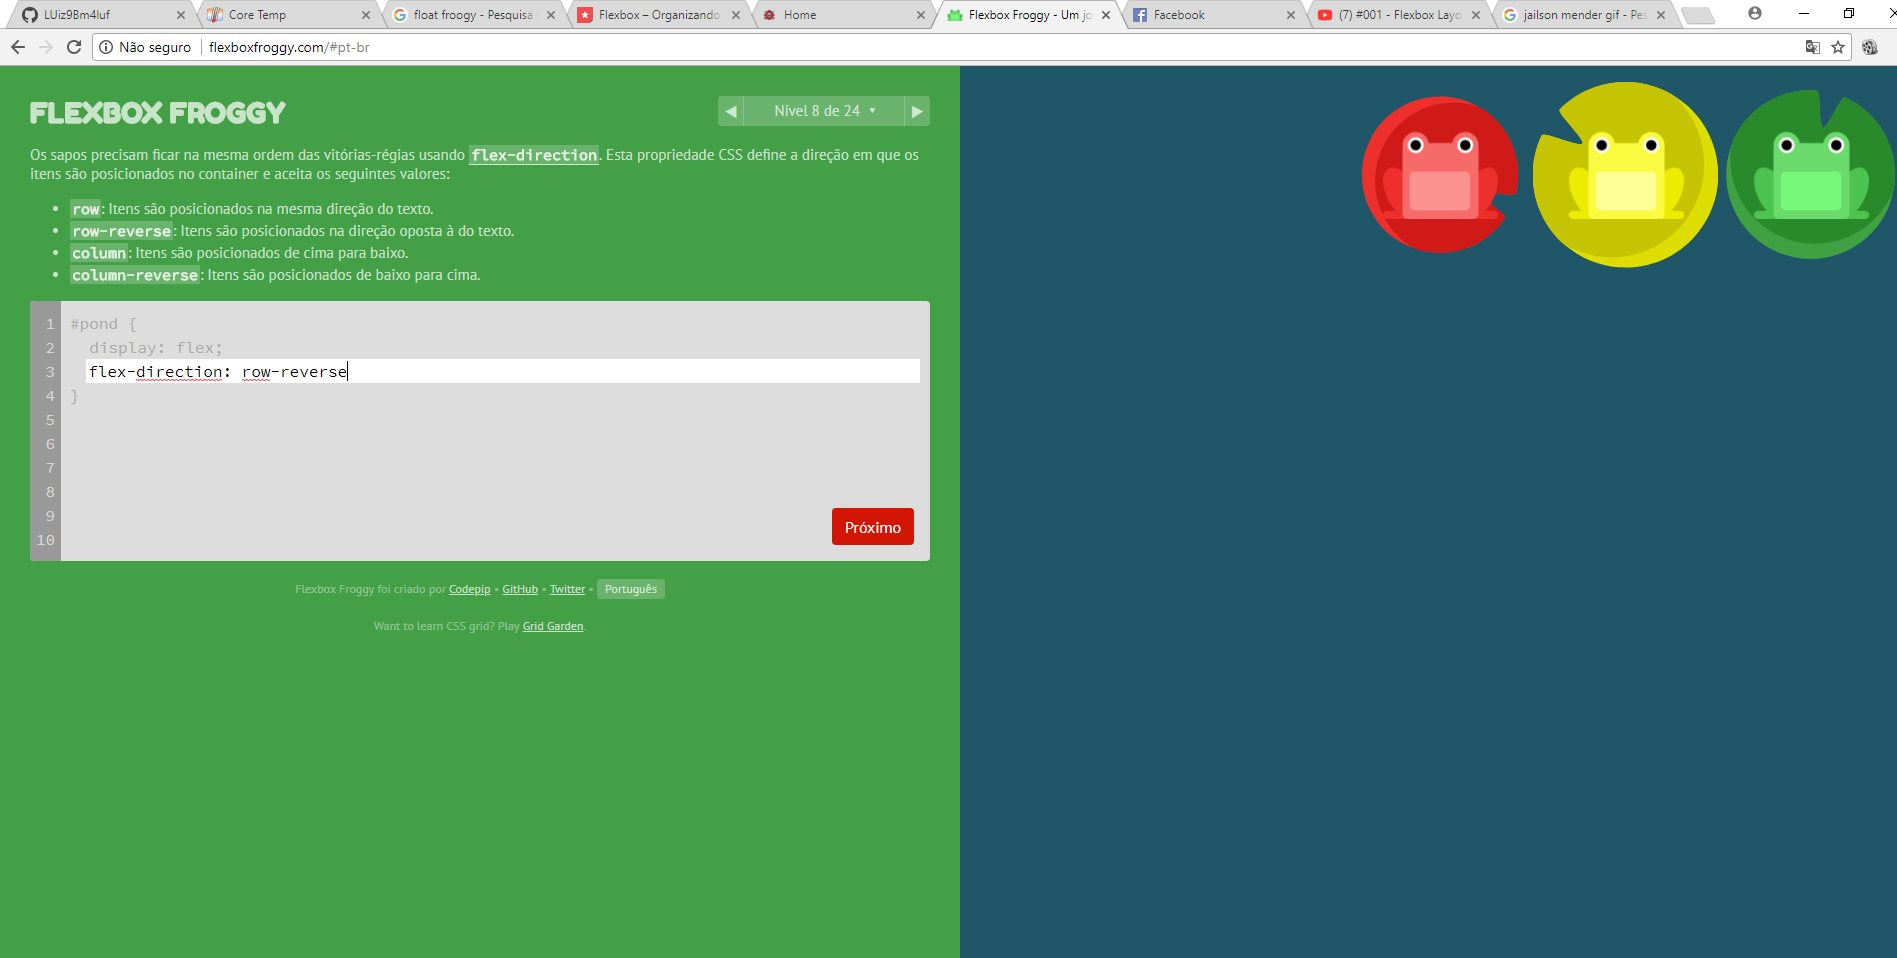 LUiz9Bm4luf
Core Temp
float froogy - Pesquisa
Flexbox – Organizando
Home
Flexbox Froggy - Um jo
Facebook
(7) #001 - Flexbox Layo
jailson mender gif - Pes
Não seguro
flexboxfroggy.com/#pt-br
FLEXBOX FROGGY
◀ Nível 8 de 24 ▼ ▶
Os sapos precisam ficar na mesma ordem das vitórias-régias usando flex-direction. Esta propriedade CSS define a direção em que os
itens são posicionados no container e aceita os seguintes valores:
• row: Itens são posicionados na mesma direção do texto.
• row-reverse: Itens são posicionados na direção oposta à do texto.
• column: Itens são posicionados de cima para baixo.
• column-reverse: Itens são posicionados de baixo para cima.
1 #pond {
2 display: flex;
3 flex-direction: row-reverse
4 }
5
6
7
8
9
10
Próximo
Flexbox Froggy foi criado por Codepip • GitHub • Twitter • Português
Want to learn CSS grid? Play Grid Garden.